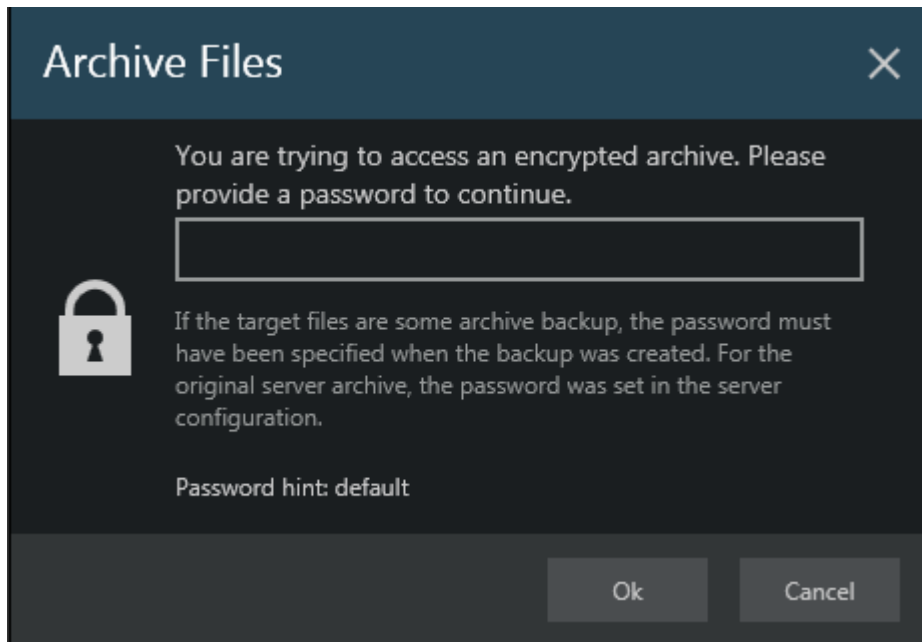 Archive Files
You are trying to access an encrypted archive. Please
provide a password to continue.
If the target files are some archive backup, the password must
have been specified when the backup was created. For the
original server archive, the password was set in the server
configuration.
Password hint: default
Ok
Cancel